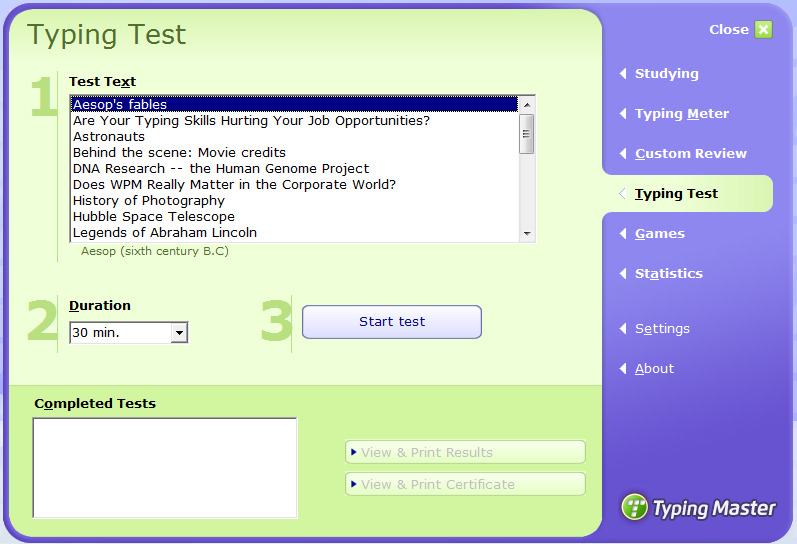 Typing Test
Close
1
Test Text
Aesop's fables
Are Your Typing Skills Hurting Your Job Opportunities?
Astronauts
Behind the scene: Movie credits
DNA Research -- the Human Genome Project
Does WPM Really Matter in the Corporate World?
History of Photography
Hubble Space Telescope
Legends of Abraham Lincoln
Aesop (sixth century B.C)
2
Duration
30 min.
3
Start test
Completed Tests
View & Print Results
View & Print Certificate
Studying
Typing Meter
Custom Review
Typing Test
Games
Statistics
Settings
About
Typing Master